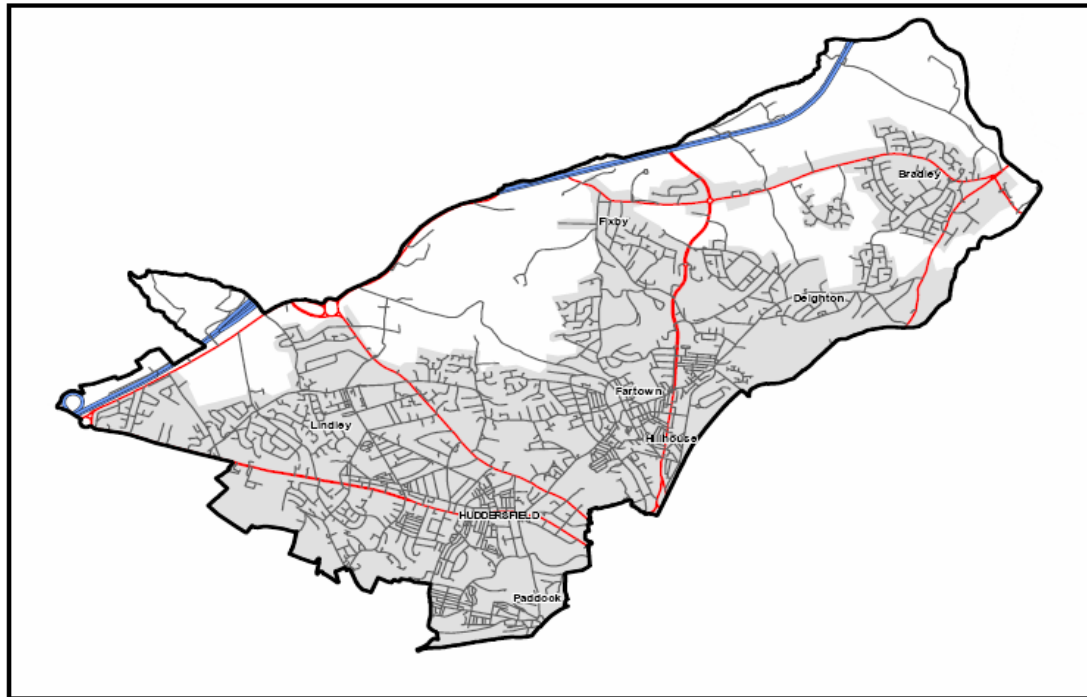 Bradley
Fixby
Deighton
Fartown
Lindley
Hillhouse
HUDDERSFIELD
Paddock